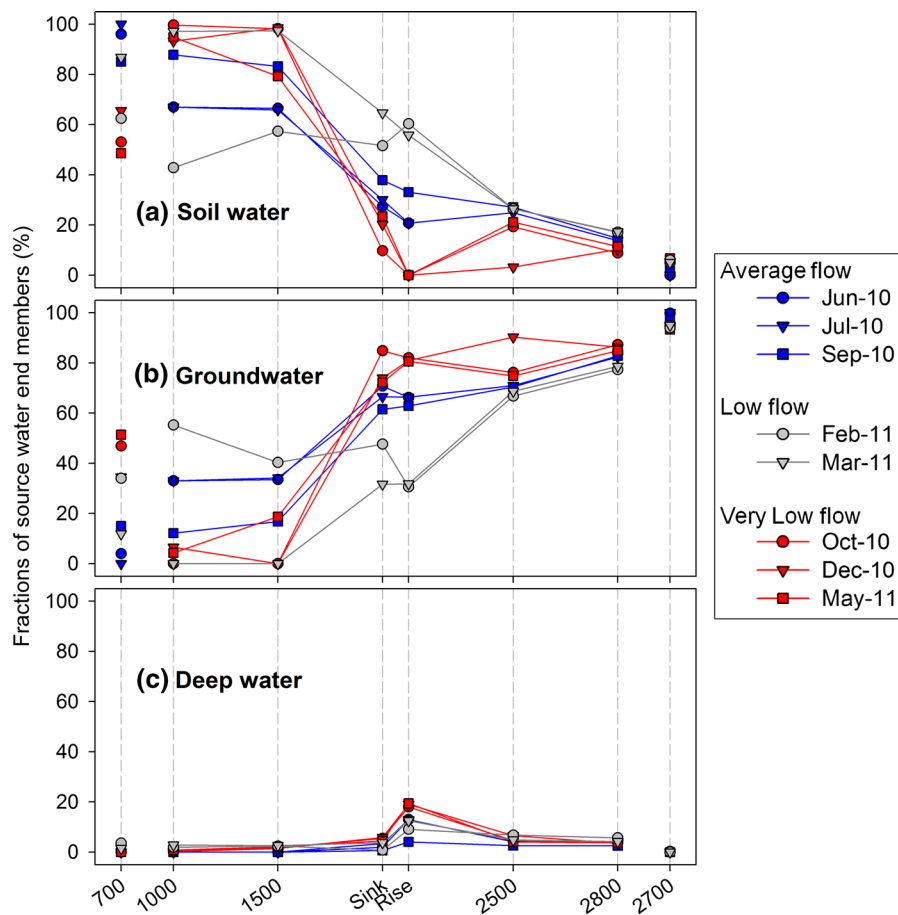 Fractions of source water end members (%)
100
80
60
40
20
0
(a) Soil water
100
80
60
40
20
0
(b) Groundwater
100
80
60
40
20
0
(c) Deep water
700
1000
1500
Sink
Rise
2500
2800
2700
Average flow
Jun-10
Jul-10
Sep-10
Low flow
Feb-11
Mar-11
Very Low flow
Oct-10
Dec-10
May-11